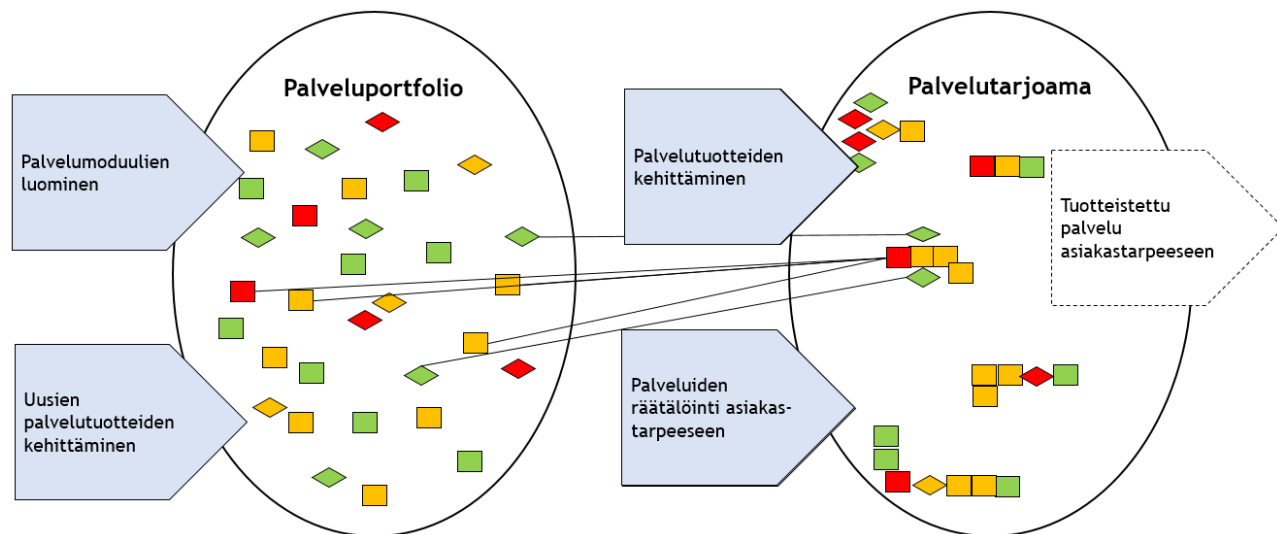 Palveluportfolio
Palvelumoduulien
luominen
Uusien
palvelutuotteiden
kehittäminen
Palvelutarjoama
Palvelutuotteiden
kehittäminen
Palveluiden
räätälöinti asiakas-
tarpeeseen
Tuotteistettu
palvelu
asiakastarpeeseen